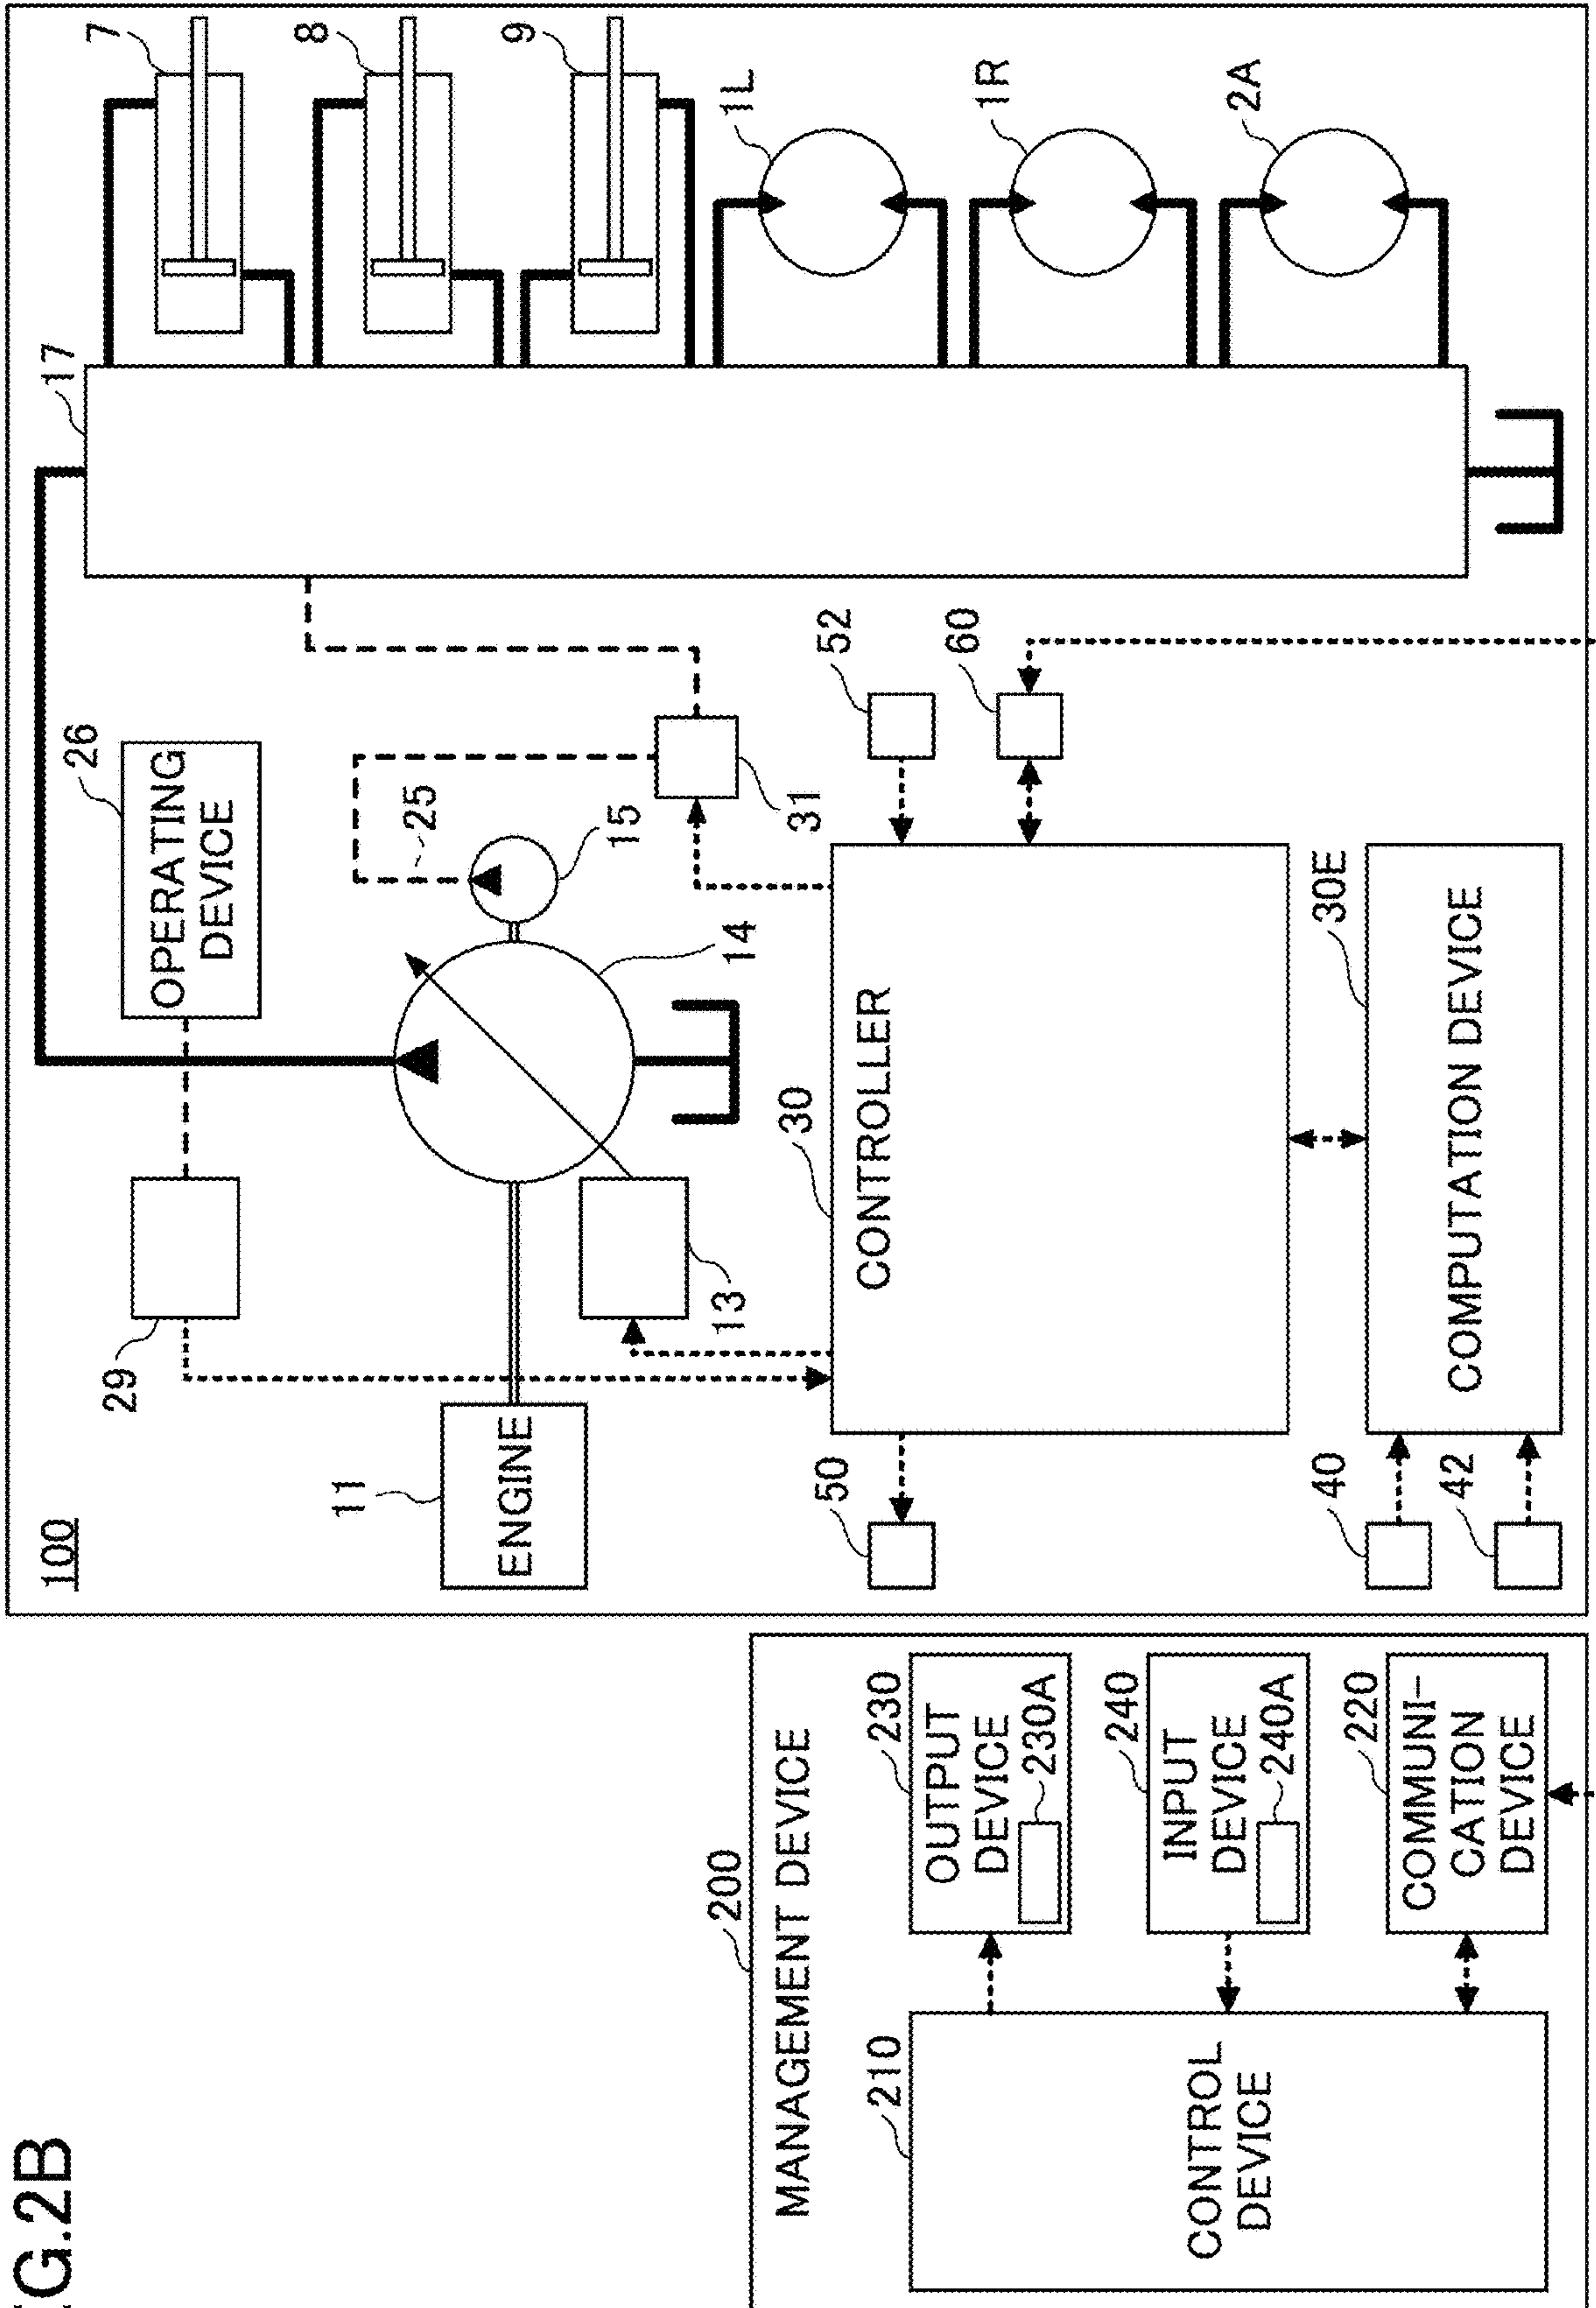 G.2B
100
26
17
7
29
OPERATING
DEVICE
8
11
25
9
ENGINE
15
1L
200
MANAGEMENT DEVICE
13
14
31
30
CONTROLLER
50
52
60
1R
2A
210
CONTROL
DEVICE
230
OUTPUT
DEVICE
230A
240
INPUT
DEVICE
240A
220
COMMUNI-
CATION
DEVICE
40
42
30E
COMPUTATION DEVICE